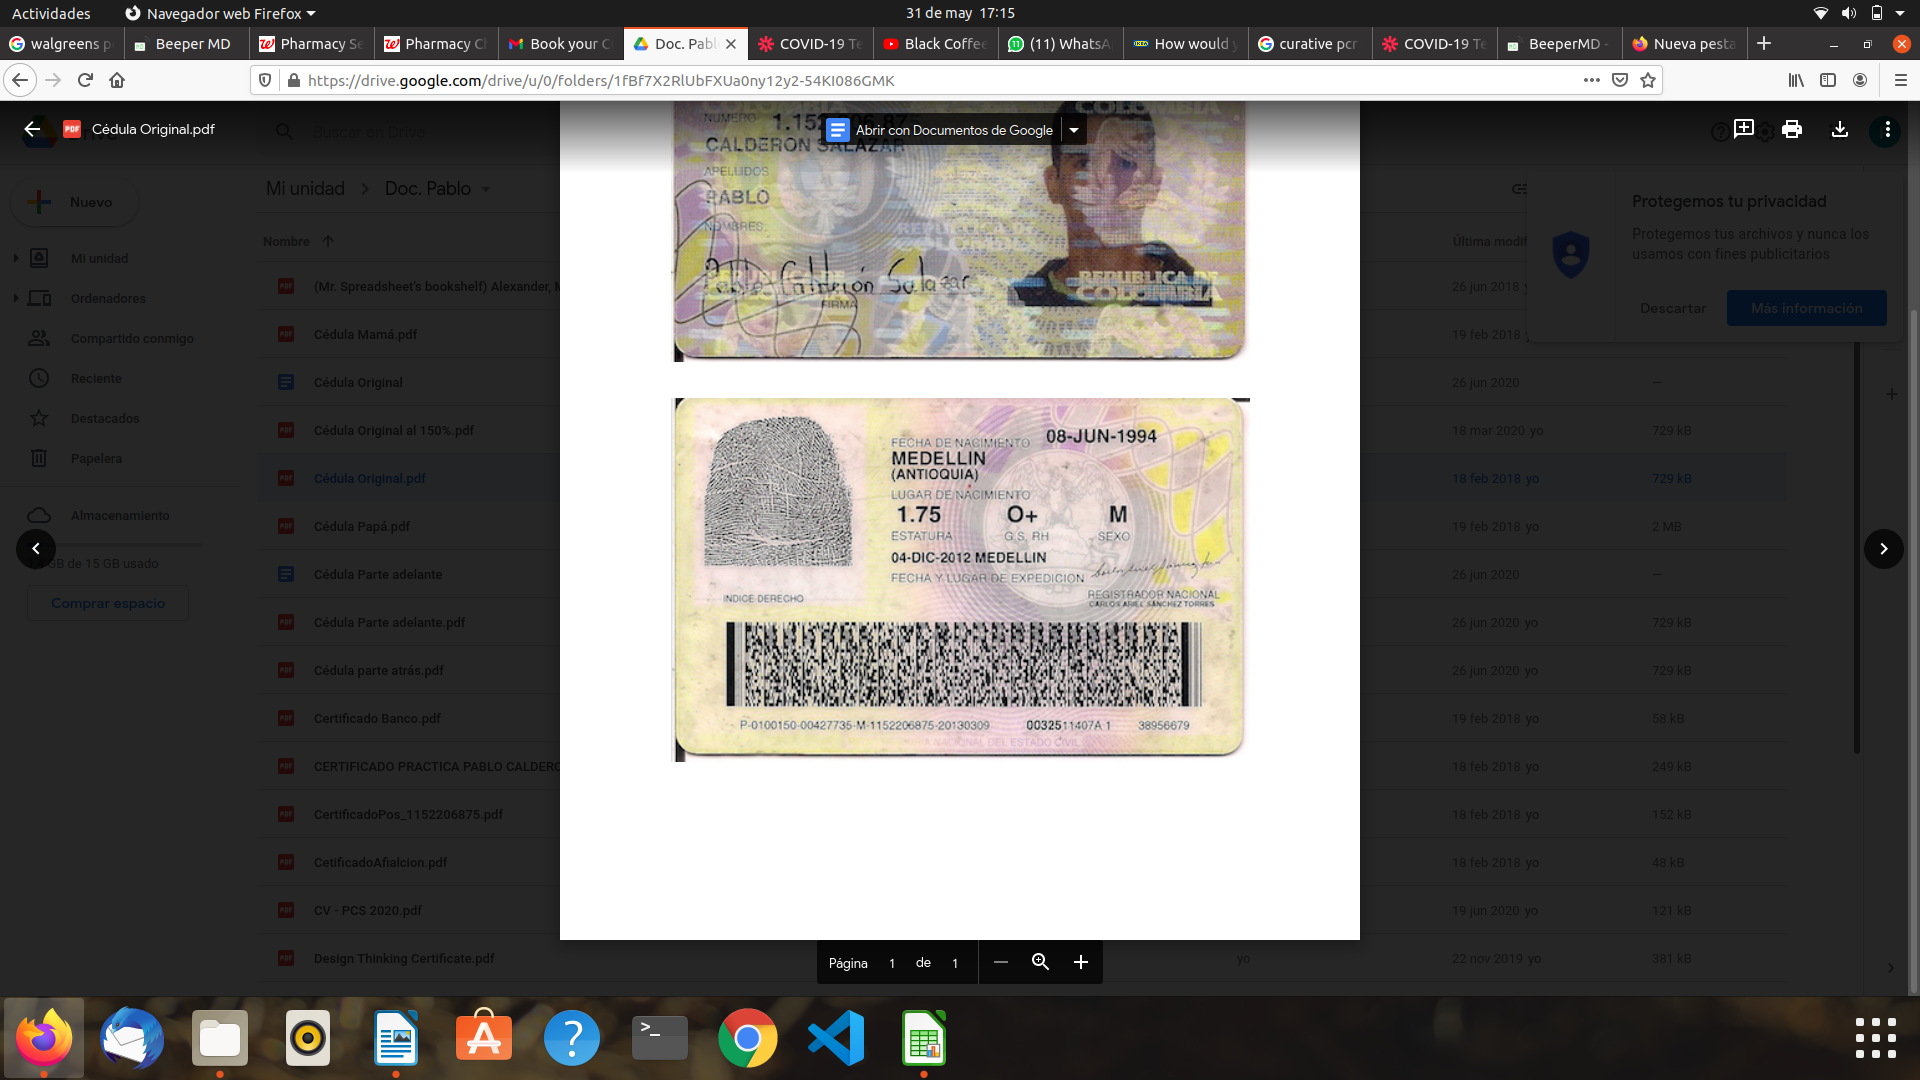 Actividades
Navegador web Firefox
31 de may 17:15
walgreens p
Beeper MD
Pharmacy Se
Pharmacy C
Book your C
Doc. Pabl
COVID-19 Te
Black Coffee
(11) WhatsA
How would y
curative pcr
COVID-19 Te
BeeperMD -
Nueva pesta
https://drive.google.com/drive/u/0/folders/1fBf7X2RlUbFXUa0ny12y2-54KI086GMK
Cédula Original.pdf
Buscar en Drive
Abrir con Documentos de Google
Nuevo
Mi unidad
Ordenadores
Compartido conmigo
Reciente
Destacados
Papelera
Almacenamiento
GB de 15 GB usado
Comprar espacio
Mi unidad > Doc. Pablo
Nombre
Última modif
(Mr. Spreadsheet's bookshelf) Alexander, M
26 jun 2018
Cédula Mamá.pdf
19 feb 2018
Cédula Original
26 jun 2020 —
Cédula Original al 150%.pdf
18 mar 2020 yo 729 kB
Cédula Original.pdf
18 feb 2018 yo 729 kB
Cédula Papá.pdf
19 feb 2018 yo 2 MB
Cédula Parte adelante
26 jun 2020 —
Cédula Parte adelante.pdf
26 jun 2020 yo 729 kB
Cédula parte atrás.pdf
26 jun 2020 yo 729 kB
Certificado Banco.pdf
19 feb 2018 yo 58 kB
CERTIFICADO PRACTICA PABLO CALDERO
18 feb 2018 yo 249 kB
CertificadoPos_1152206875.pdf
18 feb 2018 yo 152 kB
CetificadoAfialcion.pdf
18 feb 2018 yo 48 kB
CV - PCS 2020.pdf
19 jun 2020 yo 121 kB
Design Thinking Certificate.pdf
yo 22 nov 2019 yo 381 kB
Protegemos tu privacidad
Protegemos tus archivos y nunca los
usamos con fines publicitarios
Descartar
Más información
COLOMBIA
COLOMBIA
NUMERO
CALDERON SALAZAR
APELLIDOS
PABLO
NOMBRES
REPUBLICA DE
COLOMBIA
Pablo Calderón Salazar
FIRMA
REPUBLICA DE
COLOMBIA
FECHA DE NACIMIENTO 08-JUN-1994
MEDELLIN
(ANTIOQUIA)
LUGAR DE NACIMIENTO
1.75 O+ M
ESTATURA G.S. RH SEXO
04-DIC-2012 MEDELLIN
FECHA Y LUGAR DE EXPEDICION
INDICE DERECHO
REGISTRADOR NACIONAL
CARLOS ARIEL SÁNCHEZ TORRES
P-0100150-00427735-M-1152206875-20130309 0032511407A 1 38956679
Página 1 de 1